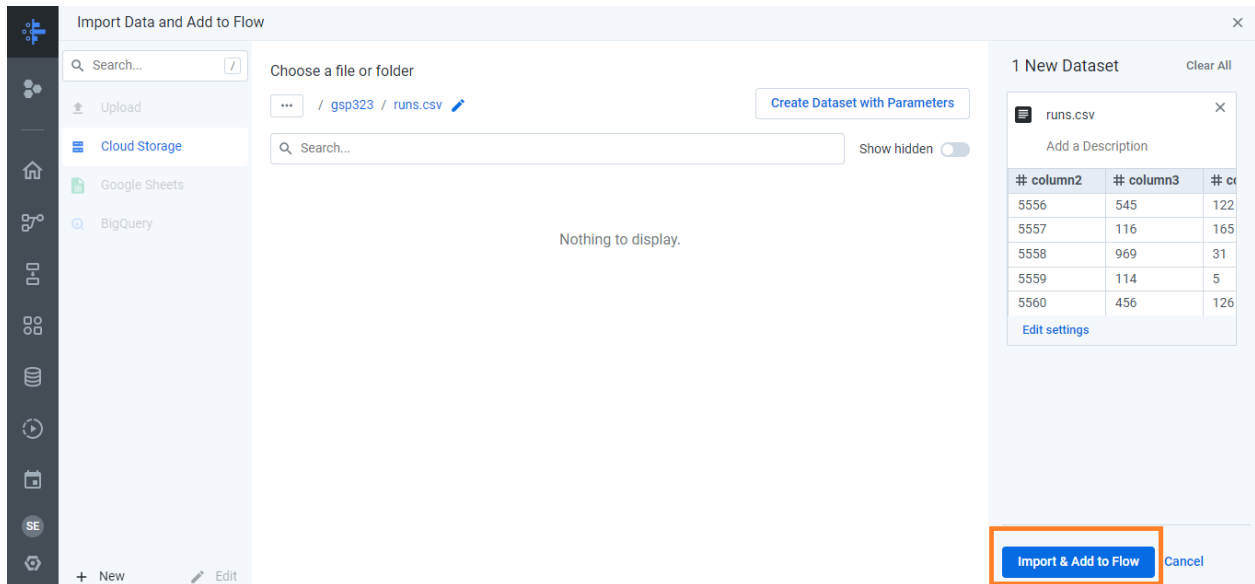 Import Data and Add to Flow
Search... /
Upload
Cloud Storage
Google Sheets
BigQuery
SE
+ New Edit
Choose a file or folder
... / gsp323 / runs.csv
Create Dataset with Parameters
Search...
Show hidden
Nothing to display.
1 New Dataset Clear All
runs.csv
Add a Description
# column2 # column3 #
5556 545 122
5557 116 165
5558 969 31
5559 114 5
5560 456 126
Edit settings
Import & Add to Flow Cancel